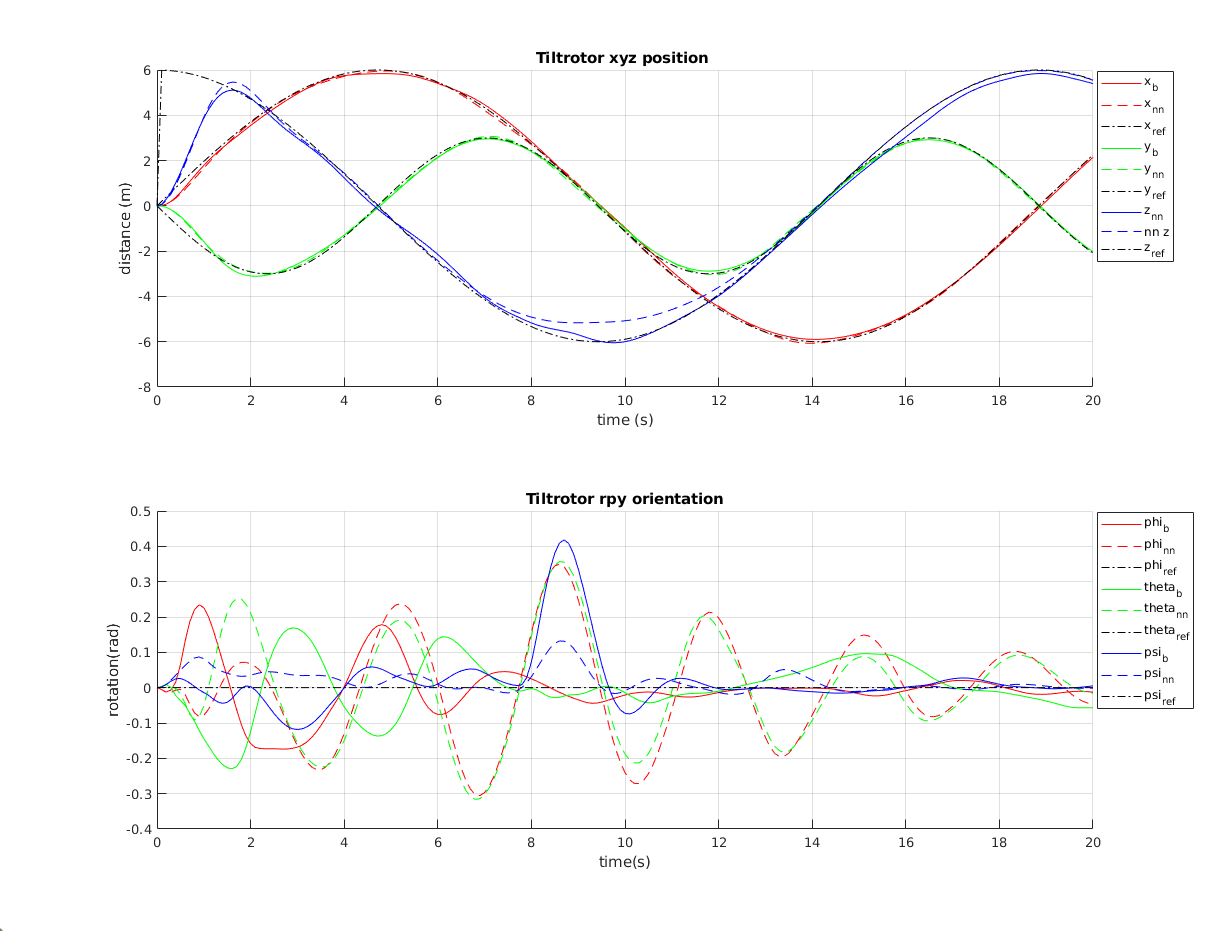 Tiltrotor xyz position
distance (m)
6
4
2
0
-2
-4
-6
-8
0 2 4 6 8 10 12 14 16 18 20
time (s)
x_b
x_nn
x_ref
y_b
y_nn
y_ref
z_nn
nn z
z_ref
Tiltrotor rpy orientation
rotation(rad)
0.5
0.4
0.3
0.2
0.1
0
-0.1
-0.2
-0.3
-0.4
0 2 4 6 8 10 12 14 16 18 20
time(s)
phi_b
phi_nn
phi_ref
theta_b
theta_nn
theta_ref
psi_b
psi_nn
psi_ref